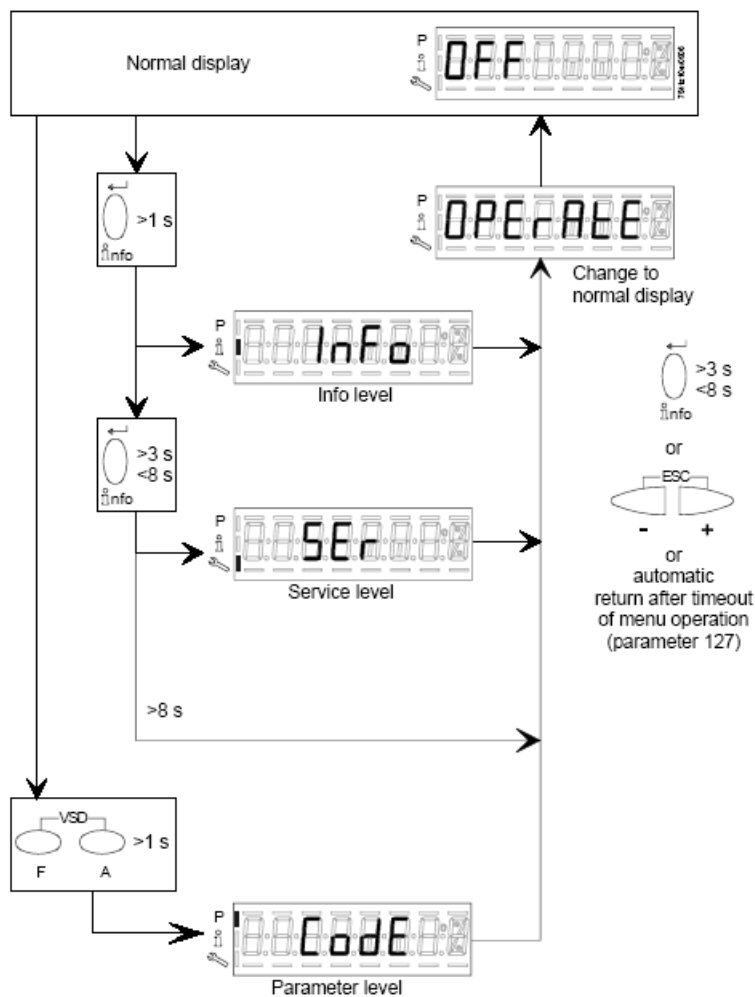 Normal display
P
OFF
>1 s
info
P
OPErAtE
Change to
normal display
P
InFo
Info level
>3 s
<8 s
info
>3 s
<8 s
info
or
ESC
- +
or
automatic
return after timeout
of menu operation
(parameter 127)
P
SEr
Service level
>8 s
VSD
>1 s
F A
P
CodE
Parameter level